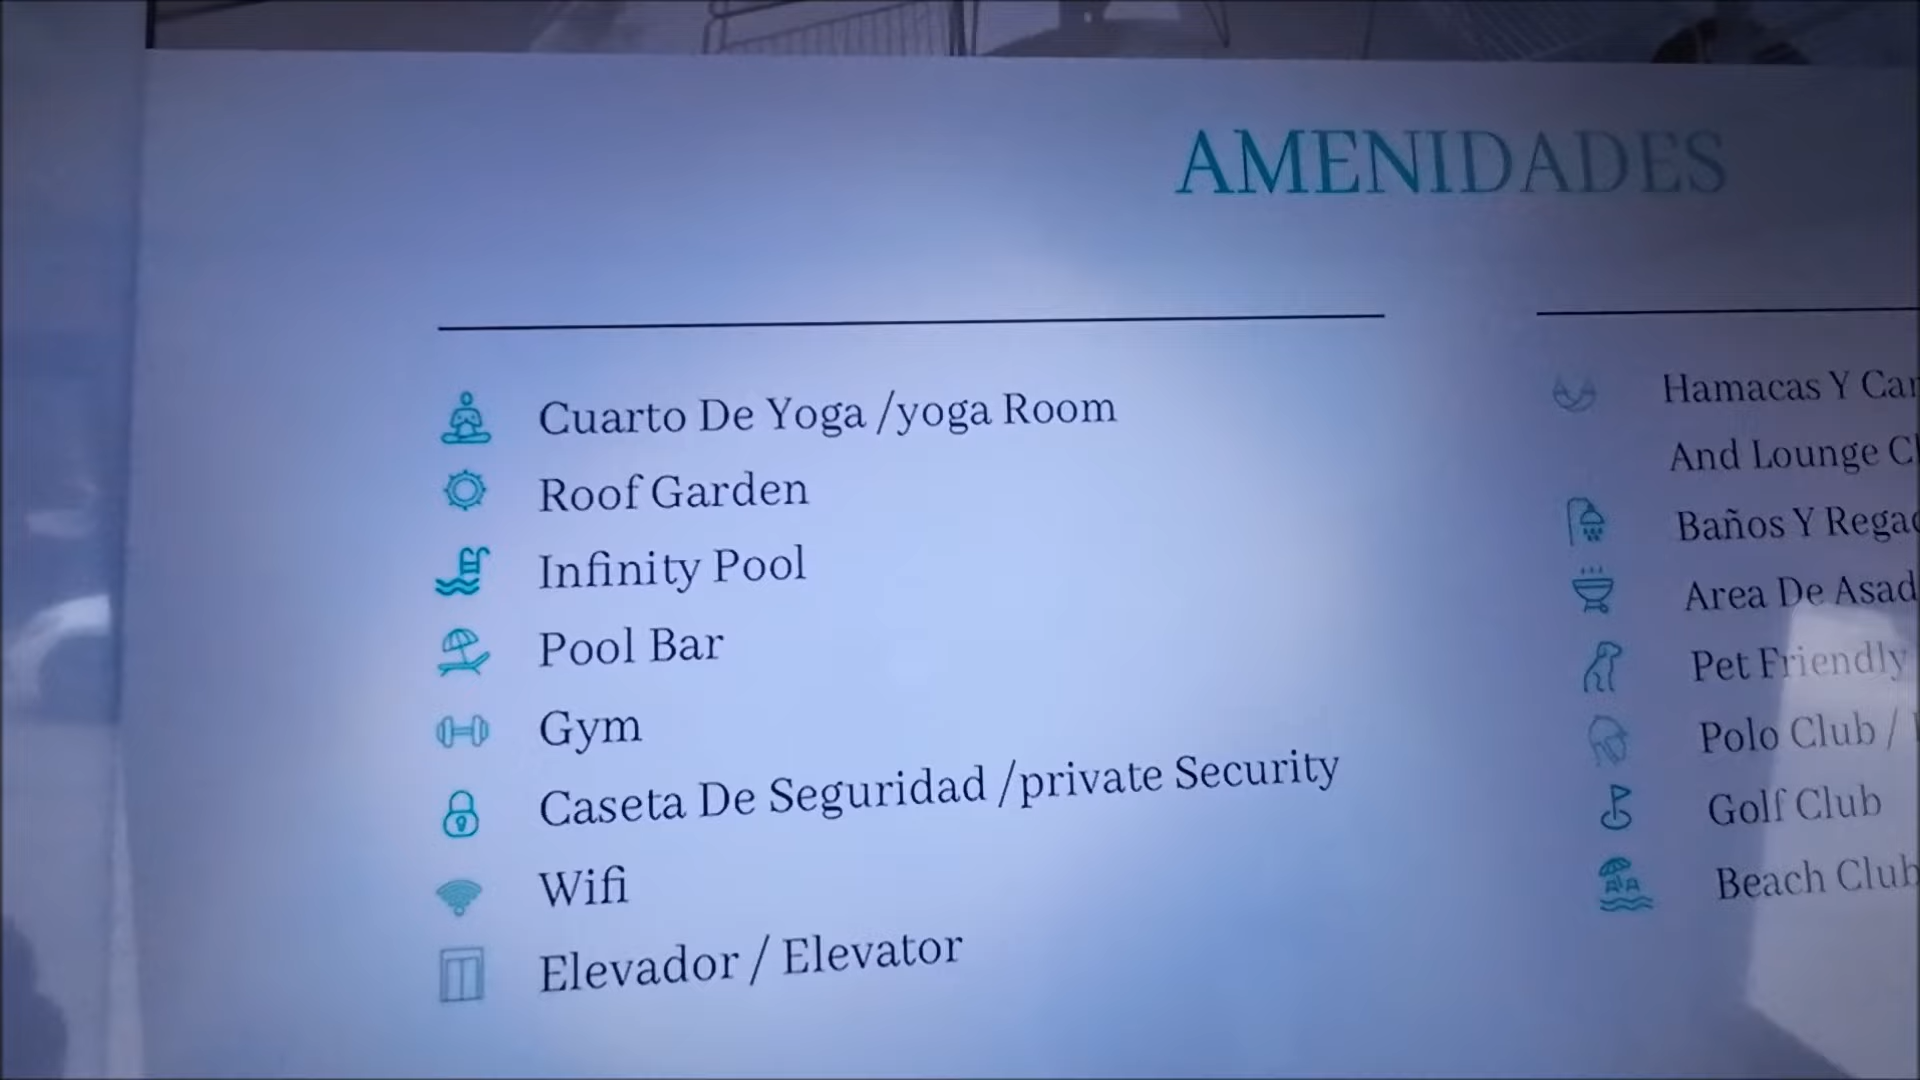 AMENIDADES
Cuarto De Yoga /yoga Room
Roof Garden
Infinity Pool
Pool Bar
Gym
Caseta De Seguridad /private Security
Wifi
Elevador / Elevator
Hamacas Y
And Lounge
Baños Y
Area De
Pet Friendly
Polo Club /
Golf Club
Beach Club